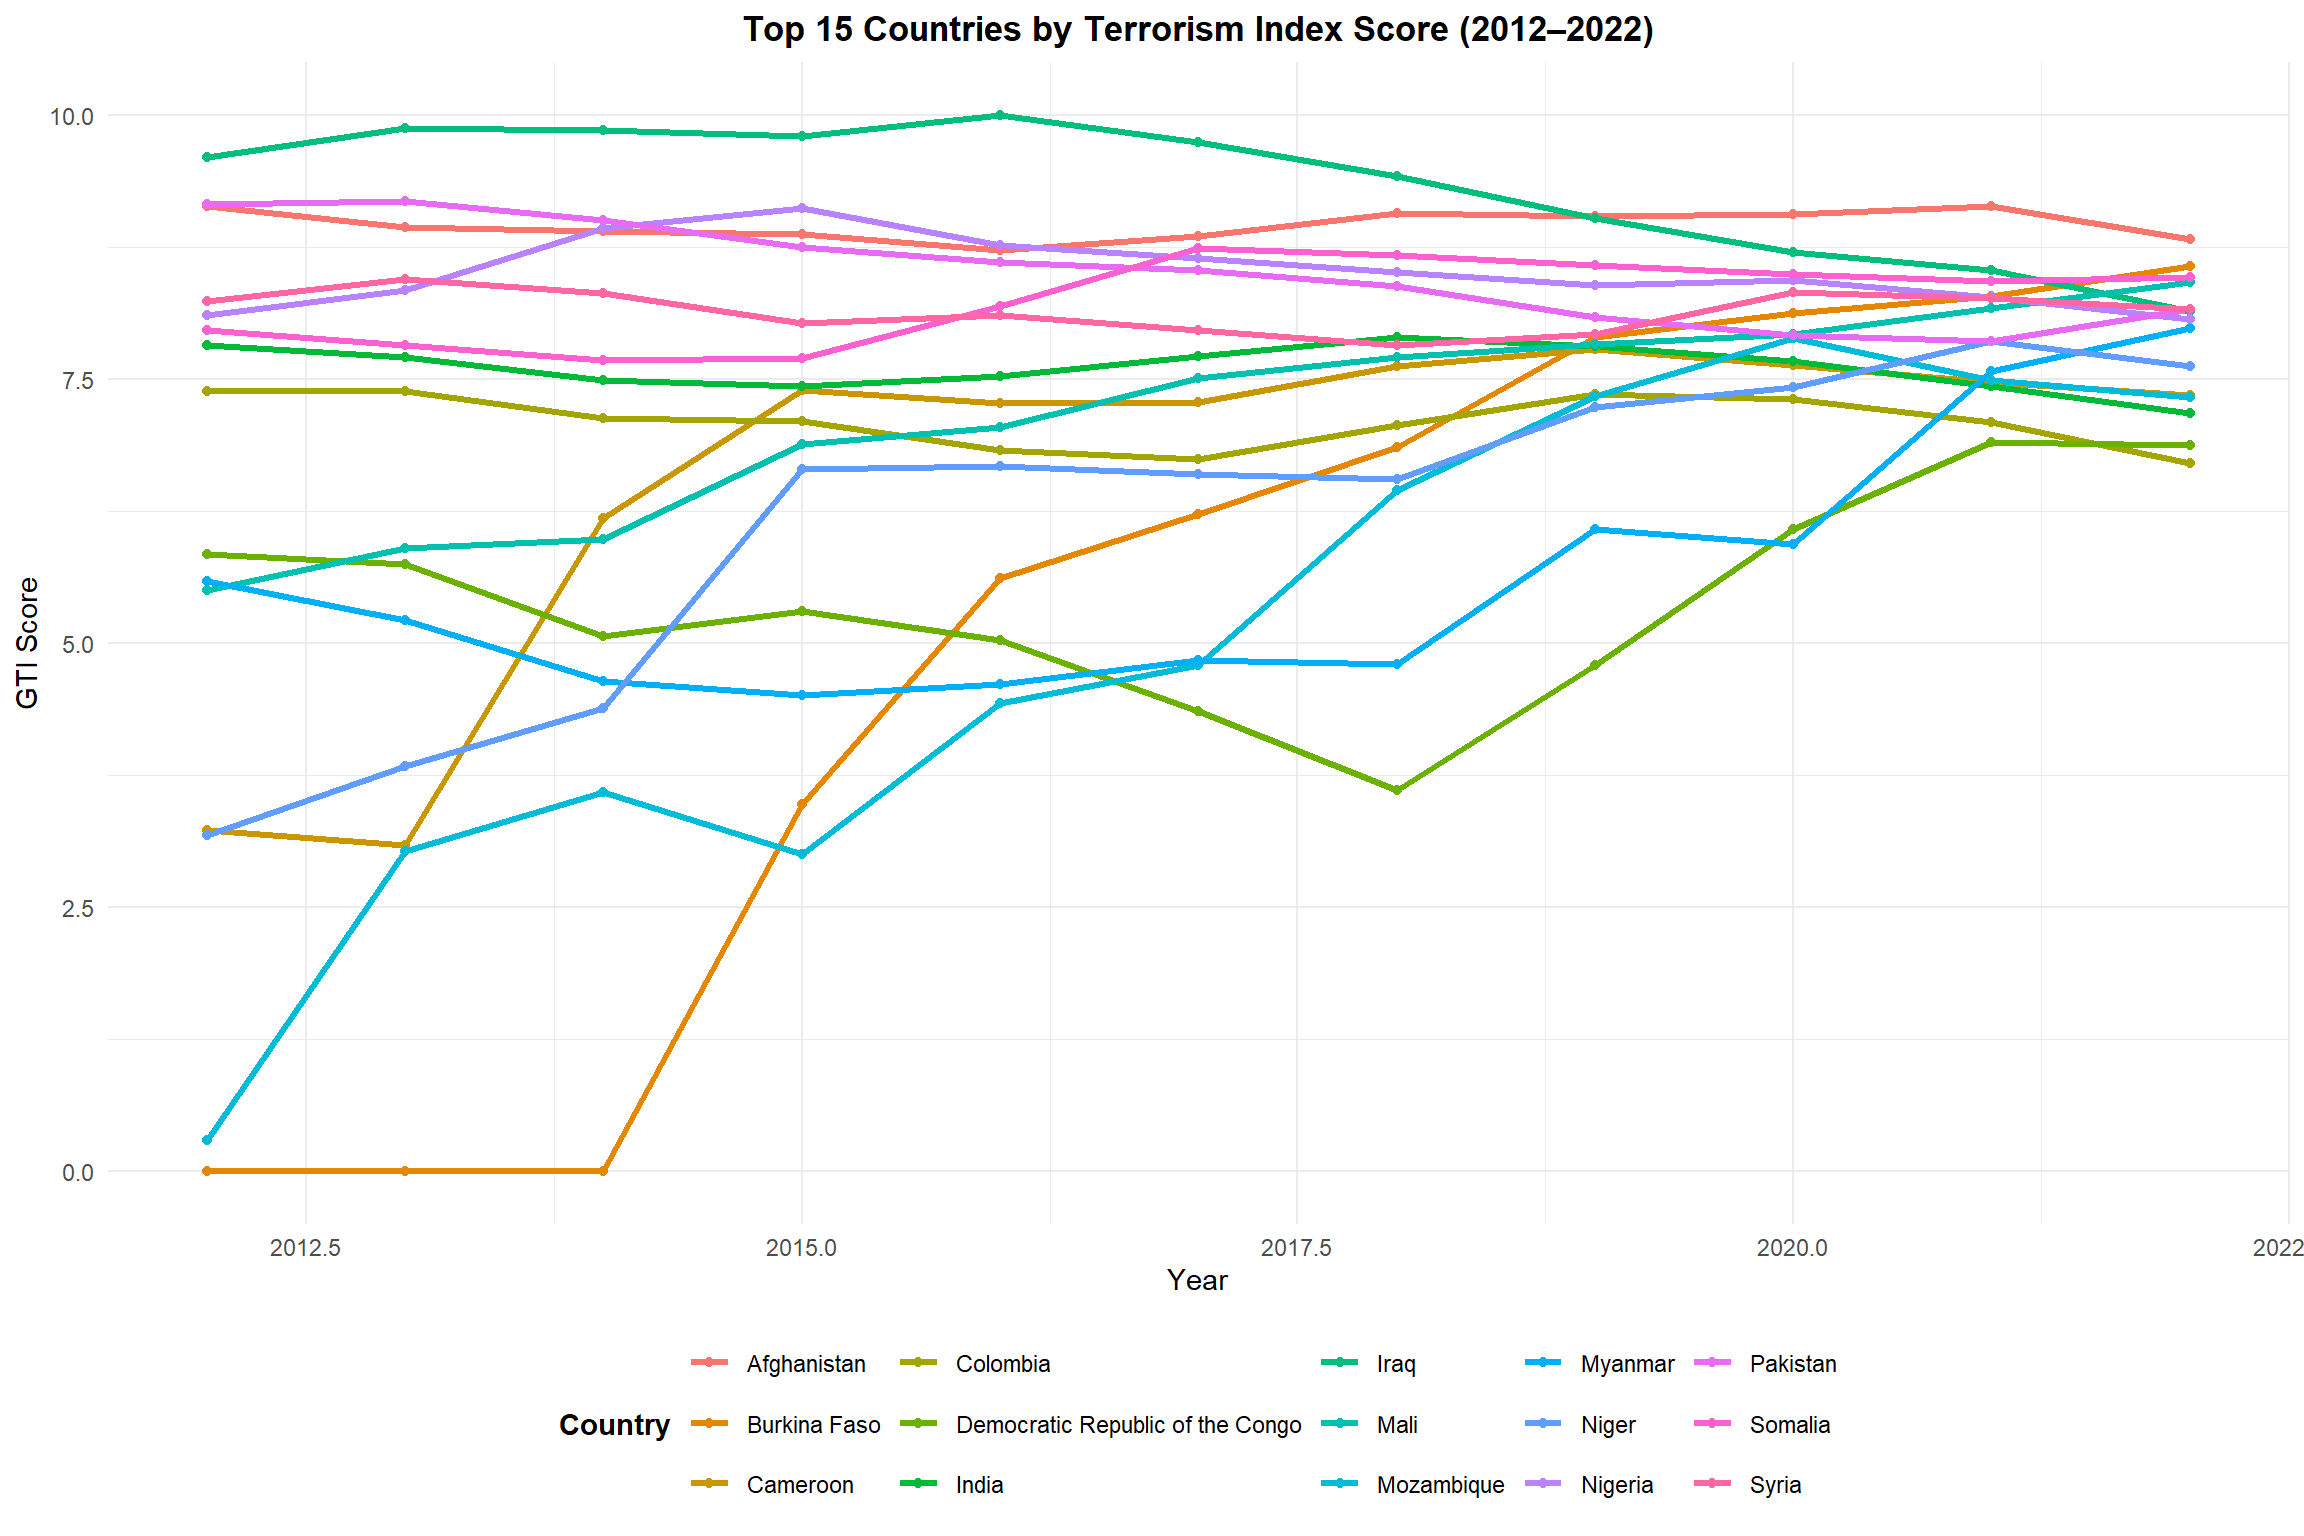 Top 15 Countries by Terrorism Index Score (2012–2022)
10.0
7.5
5.0
2.5
0.0
GTI Score
2012.5 2015.0 2017.5 2020.0 2022
Year
Country
Afghanistan Colombia Iraq Myanmar Pakistan
Burkina Faso Democratic Republic of the Congo Mali Niger Somalia
Cameroon India Mozambique Nigeria Syria